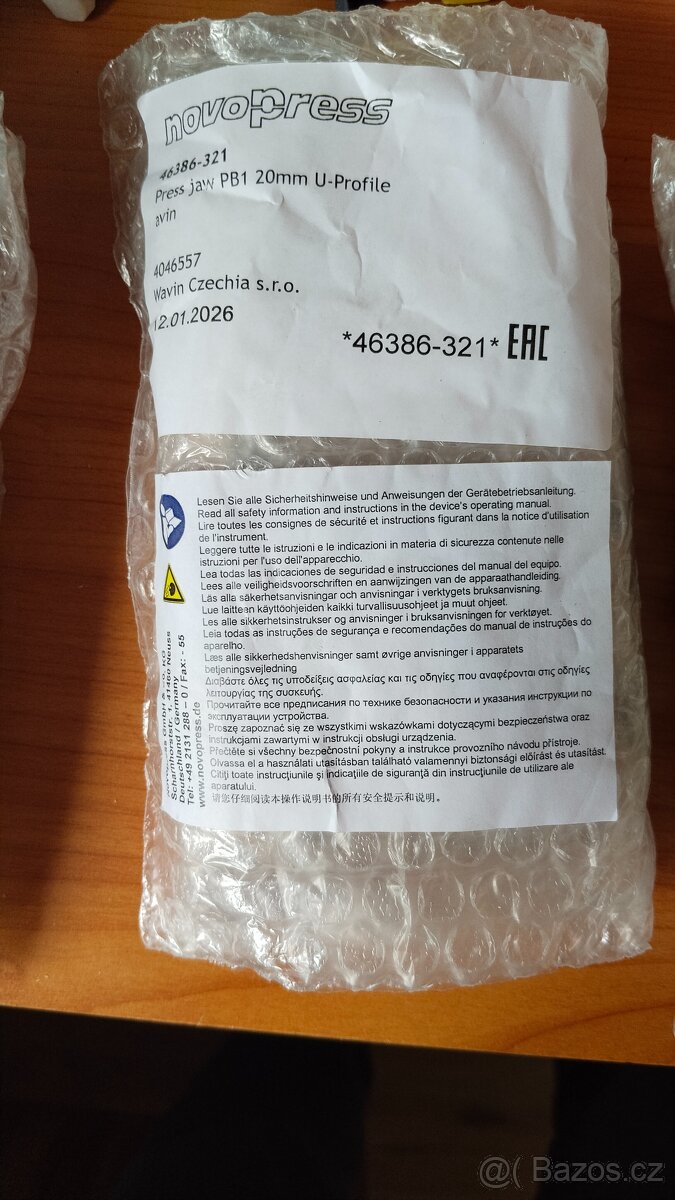 novopress
46386-321
Press jaw PB1 20mm U-Profile
avin
4046557
Wavin Czechia s.r.o.
12.01.2026
*46386-321* EAC
Lesen Sie alle Sicherheitshinweise und Anweisungen der Gerätebetriebsanleitung.
Read all safety information and instructions in the device's operating manual.
Lire toutes les consignes de sécurité et instructions figurant dans la notice d'utilisation
de l'instrument.
Leggere tutte le istruzioni e le indicazioni in materia di sicurezza contenute nelle
istruzioni per l'uso dell'apparecchio.
Lea todas las indicaciones de seguridad e instrucciones del manual del equipo.
Lees alle veiligheidsvoorschriften en aanwijzingen van de apparaathandleiding.
Läs alla säkerhetsanvisningar och anvisningar i verktygets bruksanvisning.
Lue laitteen käyttöohjeiden kaikki turvallisuusohjeet ja muut ohjeet.
Les alle sikkerhetsinstrukser og anvisninger i bruksanvisningen for verktøyet.
Leia todas as instruções de segurança e recomendações do manual de instruções do
aparelho.
Læs alle sikkerhedshenvisninger samt øvrige anvisninger i apparatets
betjeningsvejledning
Διαβάστε όλες τις υποδείξεις ασφαλείας και τις οδηγίες που αναφέρονται στις οδηγίες
λειτουργίας της συσκευής.
Прочитайте все предписания по технике безопасности и указания инструкции по
эксплуатации устройства.
Proszę zapoznać się ze wszystkimi wskazówkami dotyczącymi bezpieczeństwa oraz
instrukcjami zawartymi w instrukcji obsługi urządzenia.
Přečtěte si všechny bezpečnostní pokyny a instrukce provozního návodu přístroje.
Olvassa el a használati utasításban található valamennyi biztonsági előírást és utasítást.
Citiţi toate instrucţiunile şi indicaţiile de siguranţă din instrucţiunile de utilizare ale
aparatului.
请您仔细阅读本操作说明书的所有安全提示和说明。
GmbH & Co. KG
Scharnhorststr. 1, 41460 Neuss
Deutschland / Germany
Tel: +49 2131 288 – 0 / Fax: - 55
www.novopress.de
@( Bazos.cz